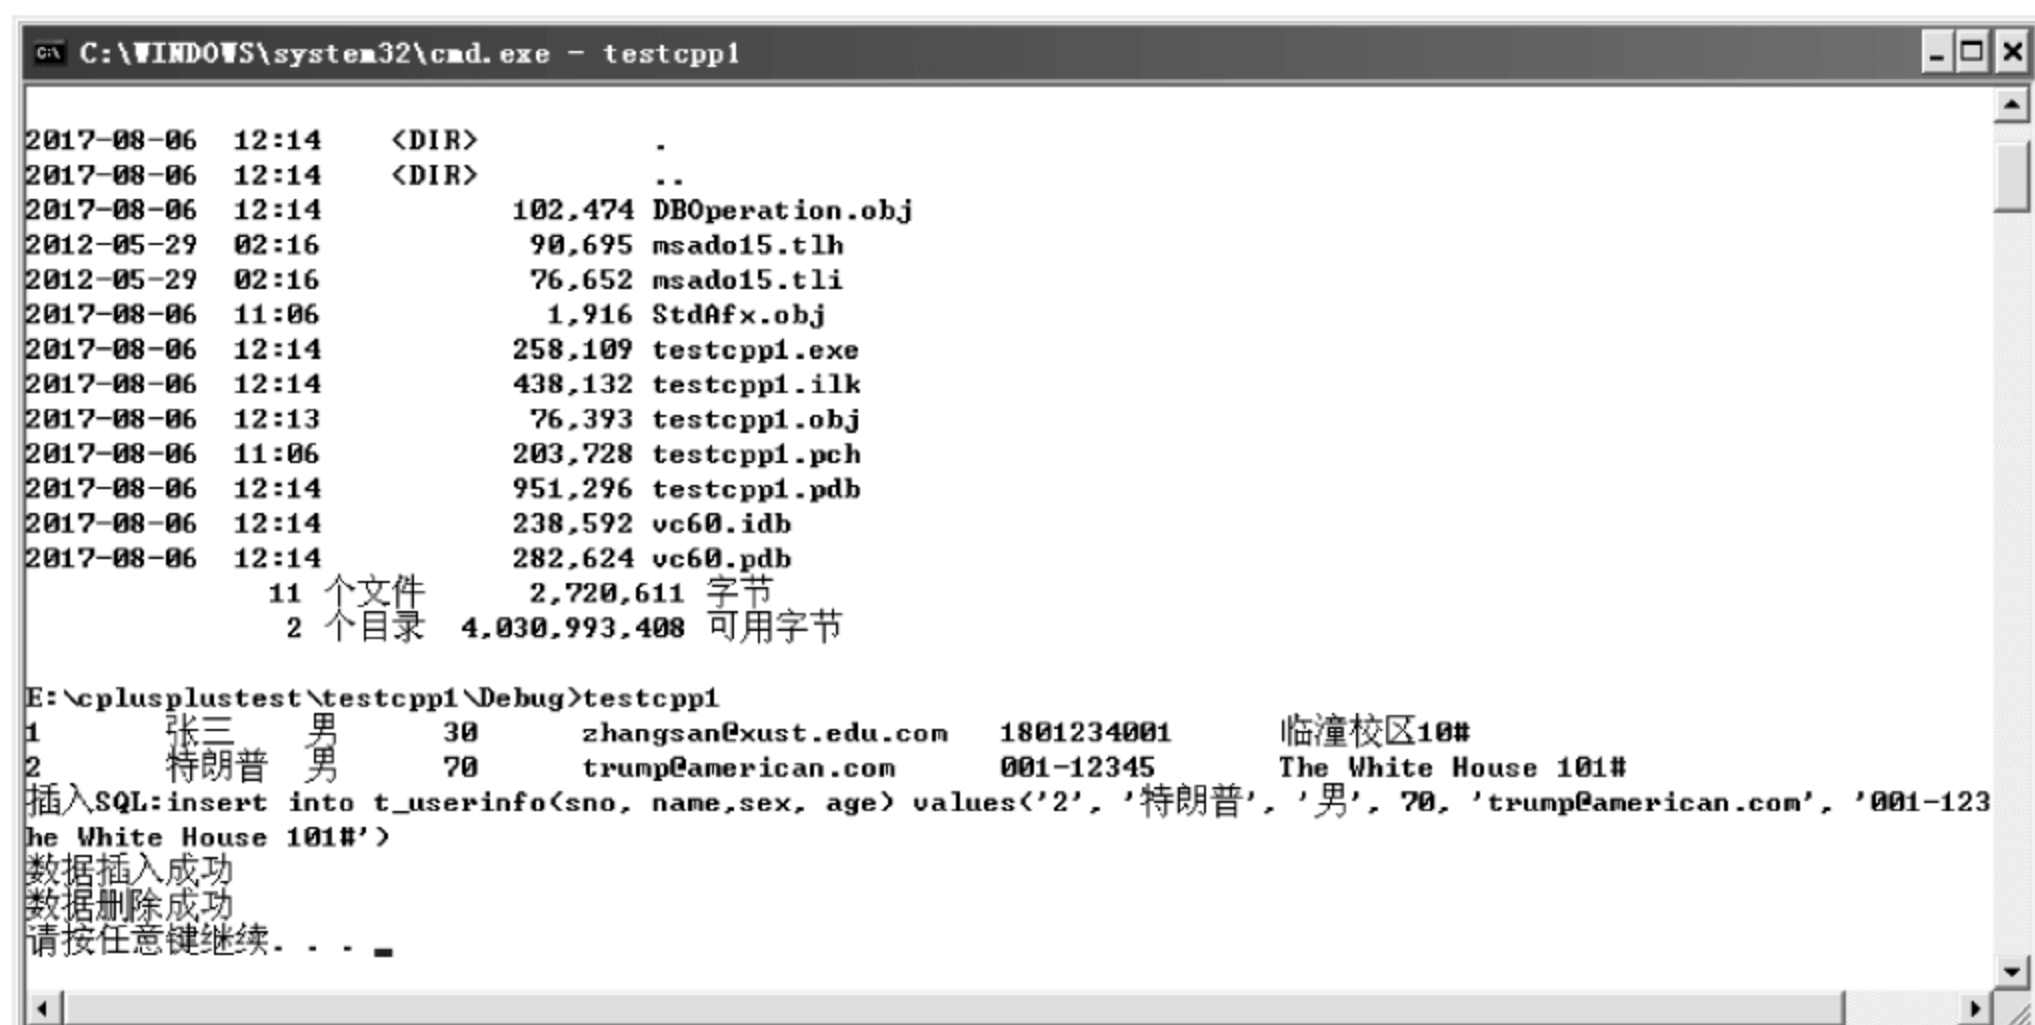 C:\WINDOWS\system32\cmd.exe - testcpp1
2017-08-06  12:14    <DIR>          .
2017-08-06  12:14    <DIR>          ..
2017-08-06  12:14           102,474 DBOperation.obj
2012-05-29  02:16            90,695 msado15.tlh
2012-05-29  02:16            76,652 msado15.tli
2017-08-06  11:06             1,916 StdAfx.obj
2017-08-06  12:14           258,109 testcpp1.exe
2017-08-06  12:14           438,132 testcpp1.ilk
2017-08-06  12:13            76,393 testcpp1.obj
2017-08-06  11:06           203,728 testcpp1.pch
2017-08-06  12:14           951,296 testcpp1.pdb
2017-08-06  12:14           238,592 vc60.idb
2017-08-06  12:14           282,624 vc60.pdb
11 个文件      2,720,611 字节
2 个目录  4,030,993,408 可用字节
E:\cplusplustest\testcpp1\Debug>testcpp1
1       张三    男      30      zhangsan@xust.edu.com   1801234001      临潼校区10#
2       特朗普  男      70      trump@american.com      001-12345       The White House 101#
插入SQL:insert into t_userinfo(sno, name,sex, age) values('2', '特朗普', '男', 70, 'trump@american.com', '001-123
he White House 101#')
数据插入成功
数据删除成功
请按任意键继续. . .